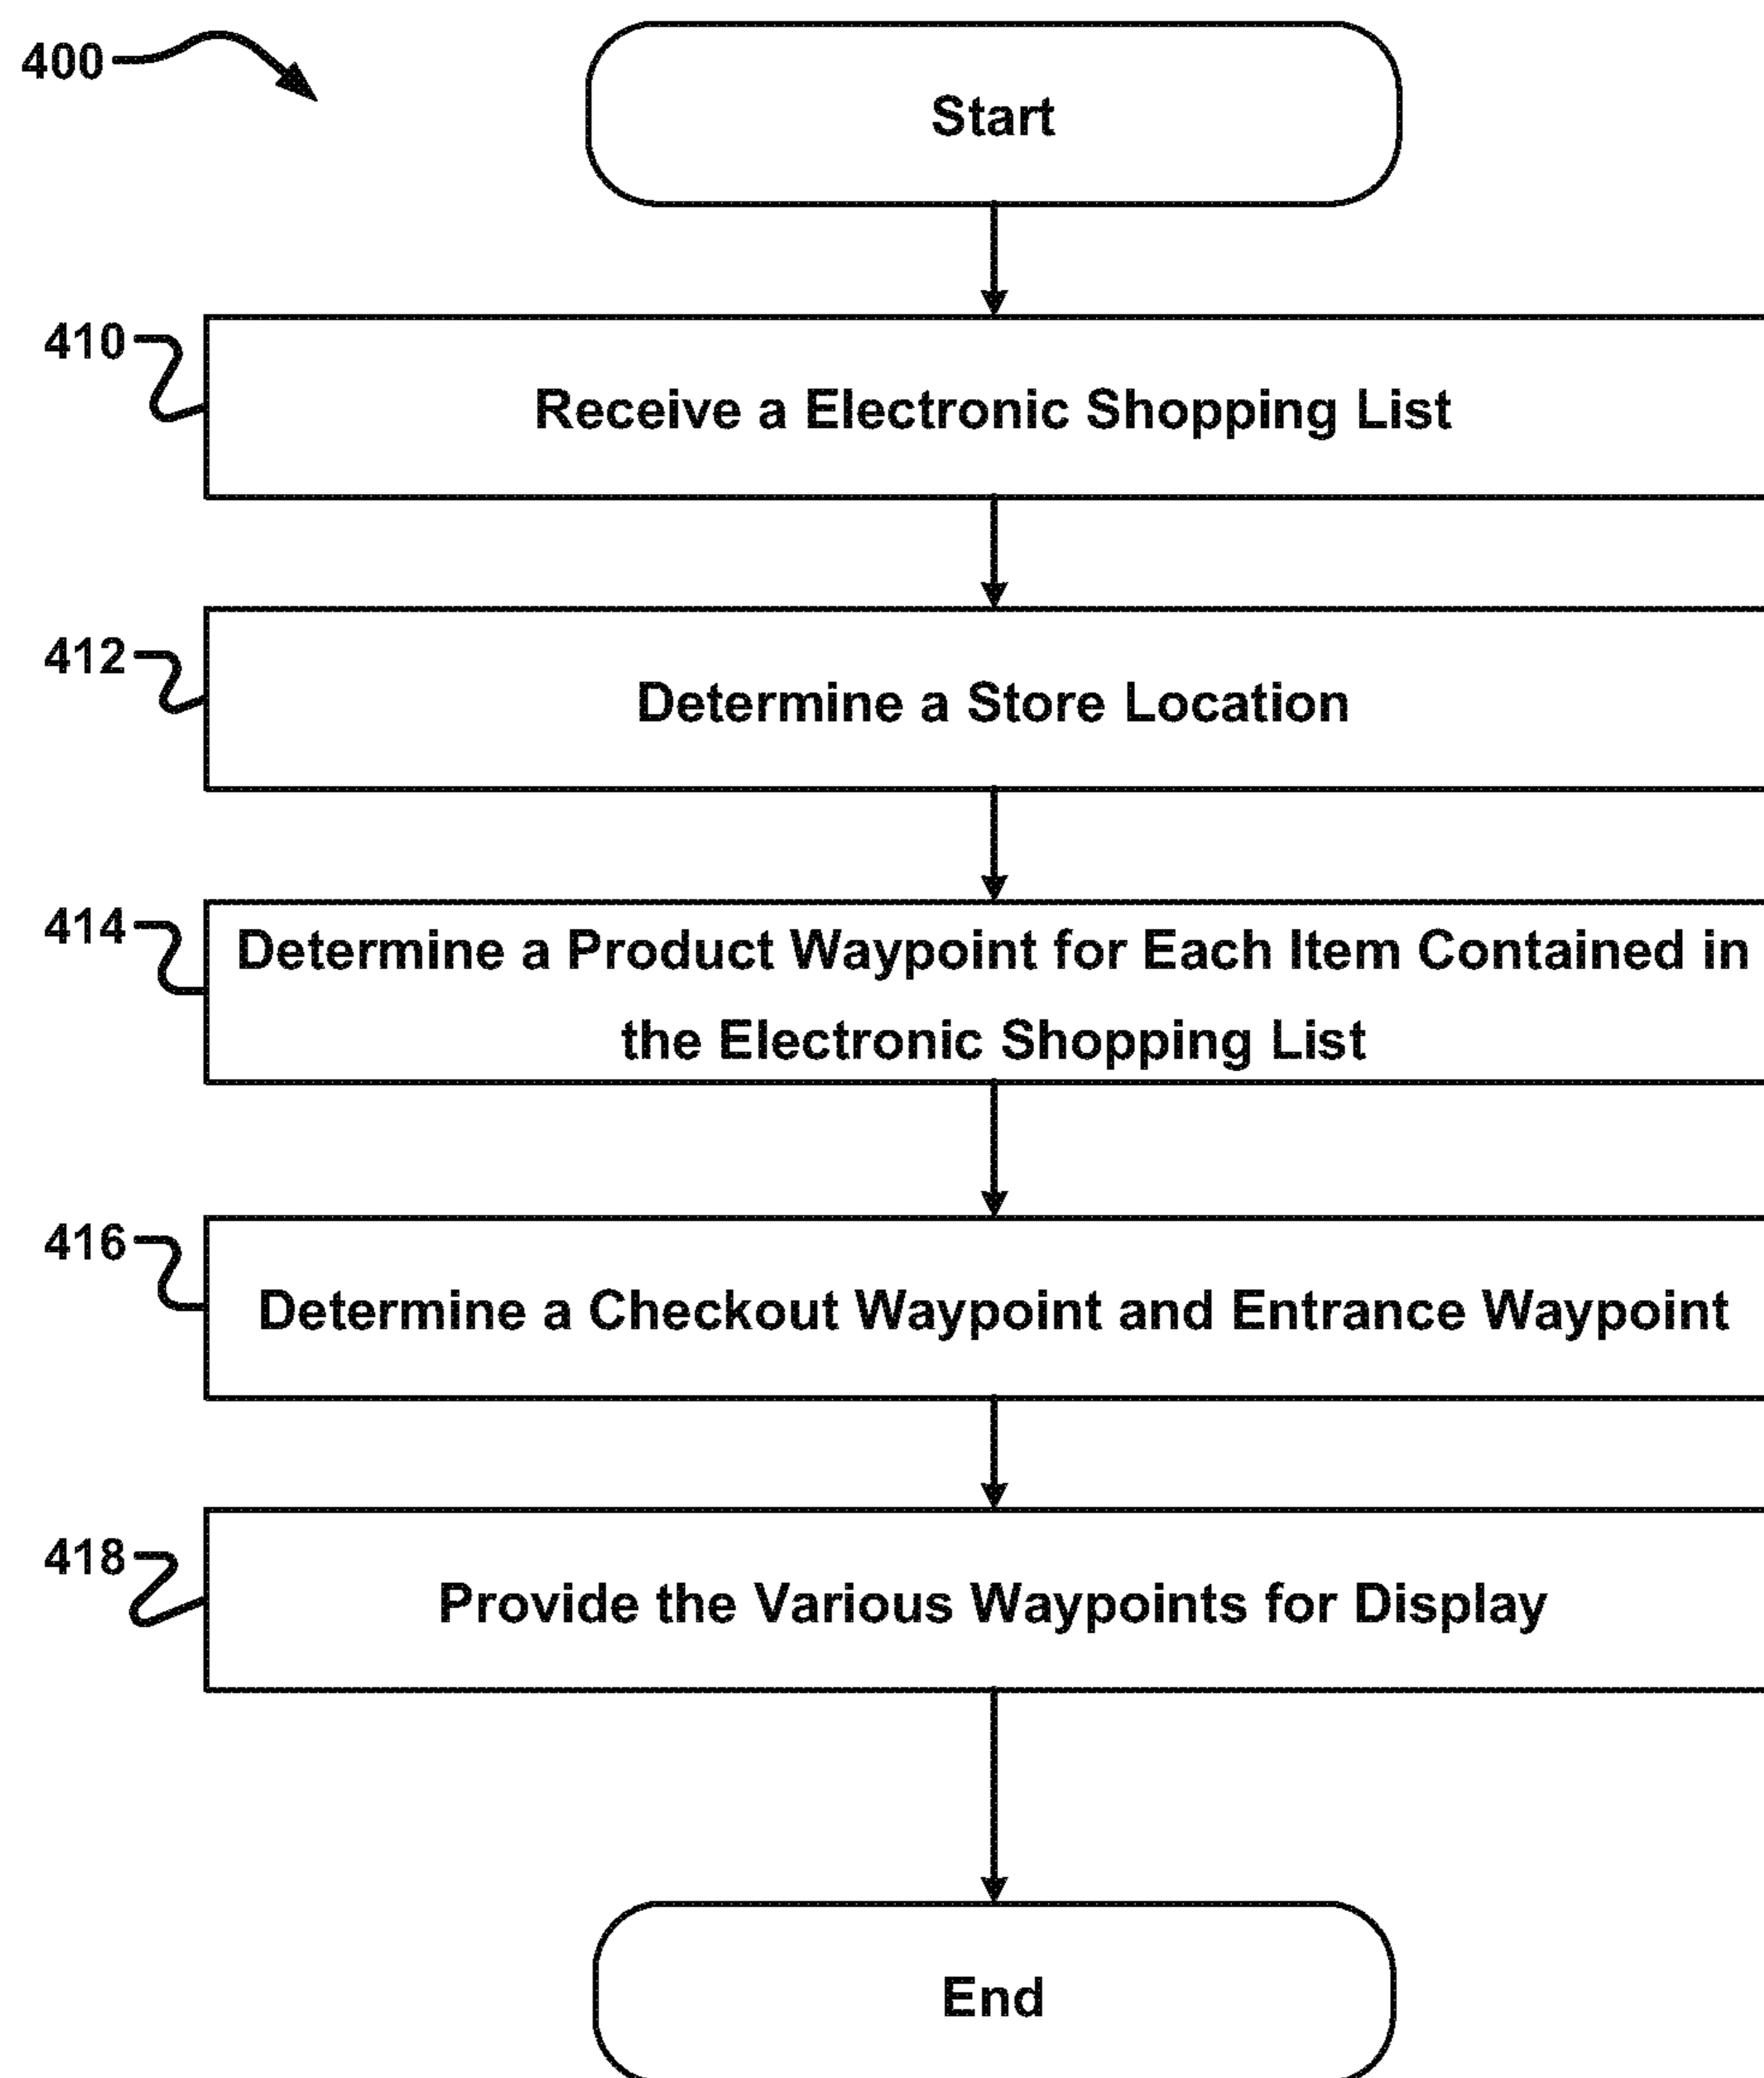 400
Start
410
Receive a Electronic Shopping List
412
Determine a Store Location
414
Determine a Product Waypoint for Each Item Contained in
the Electronic Shopping List
416
Determine a Checkout Waypoint and Entrance Waypoint
418
Provide the Various Waypoints for Display
End